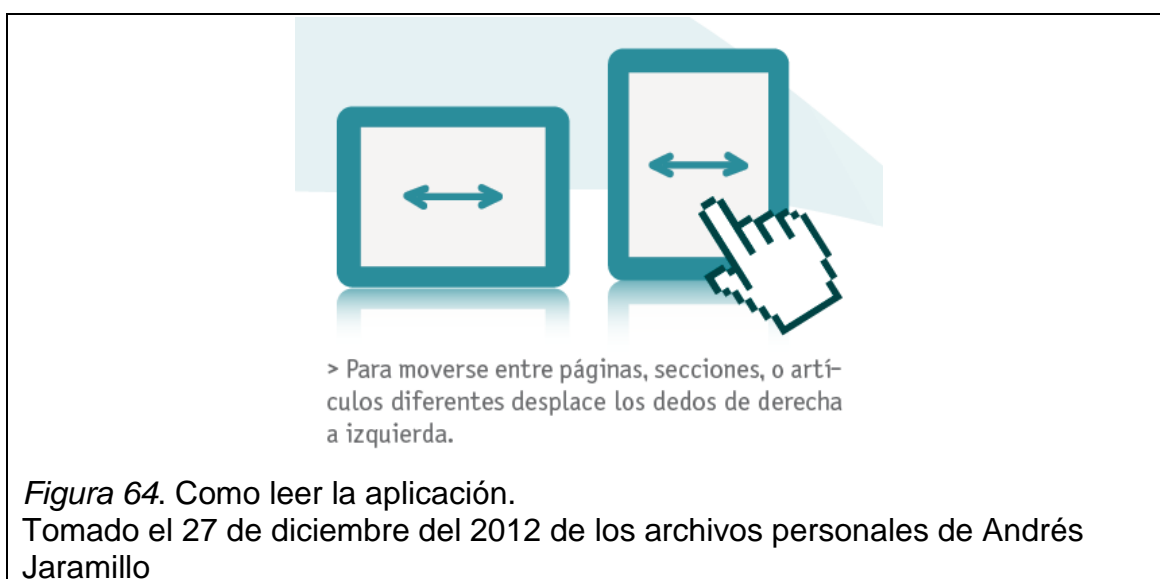 > Para moverse entre páginas, secciones, o artí-
culos diferentes desplace los dedos de derecha
a izquierda.
Figura 64. Como leer la aplicación.
Tomado el 27 de diciembre del 2012 de los archivos personales de Andrés
Jaramillo